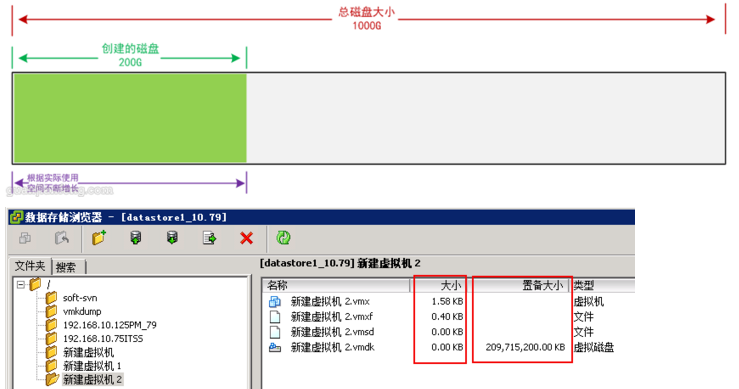 总磁盘大小
1000G
创建的磁盘
200G
根据实际使用
空间不断增长
数据存储浏览器 - [datastore1_10.79]
文件夹 搜索
[datastore1_10.79] 新建虚拟机 2
/
soft-svn
vmkdump
192.168.10.125PM_79
192.168.10.75ITSS
新建虚拟机
新建虚拟机 1
新建虚拟机 2
名称 大小 置备大小 类型
新建虚拟机 2.vmx 1.58 KB 虚拟机
新建虚拟机 2.vmxf 0.40 KB 文件
新建虚拟机 2.vmsd 0.00 KB 文件
新建虚拟机 2.vmdk 0.00 KB 209,715,200.00 KB 虚拟磁盘